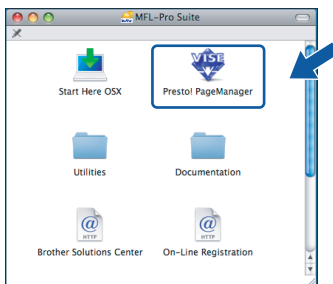 MFL-Pro Suite
VISE
Start Here OSX
Presto! PageManager
Utilities
Documentation
@
HTTP
@
HTTP
Brother Solutions Center
On-Line Registration